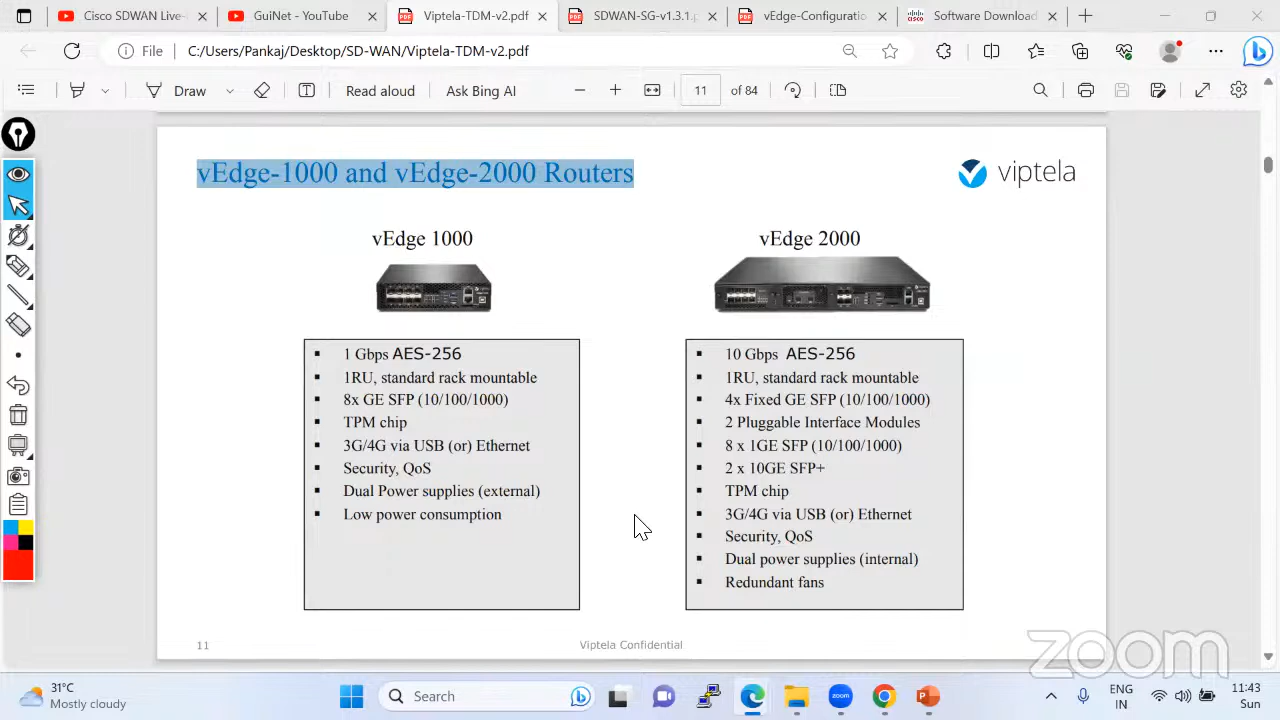 Cisco SDWAN Live-
GuiNet - YouTube
Viptela-TDM-v2.pdf
SDWAN-SG-v1.3.1.p
vEdge-Configuratio
Software Download
File
C:/Users/Pankaj/Desktop/SD-WAN/Viptela-TDM-v2.pdf
Draw
Read aloud
Ask Bing AI
11
of 84
vEdge-1000 and vEdge-2000 Routers
viptela
vEdge 1000
vEdge 2000
1 Gbps AES-256
1RU, standard rack mountable
8x GE SFP (10/100/1000)
TPM chip
3G/4G via USB (or) Ethernet
Security, QoS
Dual Power supplies (external)
Low power consumption
10 Gbps AES-256
1RU, standard rack mountable
4x Fixed GE SFP (10/100/1000)
2 Pluggable Interface Modules
8 x 1GE SFP (10/100/1000)
2 x 10GE SFP+
TPM chip
3G/4G via USB (or) Ethernet
Security, QoS
Dual power supplies (internal)
Redundant fans
11
Viptela Confidential
zoom
31°C
Mostly cloudy
Search
zoom
ENG
IN
11:43
Sun